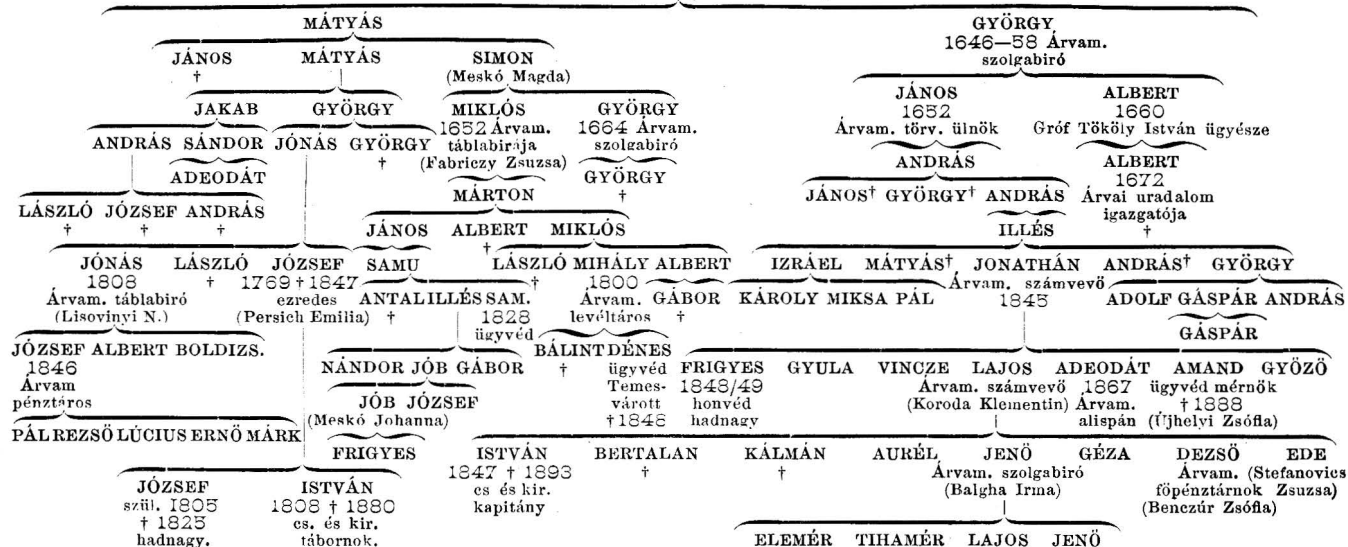 MÁTYÁS GYÖRGY
1646—58 Árvam.
szolgabiró
JÁNOS MÁTYÁS SIMON
† (Meskó Magda)
JÁNOS ALBERT
1652 1660
Árvam. törv. ülnök Gróf Tököly István ügyésze
JAKAB GYÖRGY MIKLÓS GYÖRGY
1652 Árvam. 1664 Árvam.
táblabirája szolgabiró
(Fabriczy Zsuzsa)
ANDRÁS SÁNDOR JÓNÁS GYÖRGY
†
ADEODÁT GYÖRGY
†
ANDRÁS ALBERT
1672
Árvai uradalom
igazgatója
†
MÁRTON
JÁNOS† GYÖRGY† ANDRÁS
LÁSZLÓ JÓZSEF ANDRÁS
† † †
JÁNOS ALBERT MIKLÓS
†
ILLÉS
JÓNÁS LÁSZLÓ JÓZSEF SAMU LÁSZLÓ MIHÁLY ALBERT IZRÁEL MÁTYÁS† JONATHÁN ANDRÁS† GYÖRGY
1808 † 1769 † 1847 † 1800 Árvam. számvevő
Árvam. táblabiró ezredes Árvam. 1845
(Lisovinyi N.) (Persich Emilia) levéltáros
ANTAL ILLÉS SAM. GÁBOR KÁROLY MIKSA PÁL ADOLF GÁSPÁR ANDRÁS
† 1828 †
ügyvéd
GÁSPÁR
JÓZSEF ALBERT BOLDIZS.
1846
Árvam
pénztáros
NÁNDOR JÓB GÁBOR
BÁLINT DÉNES
† ügyvéd
Temes-
várott
† 1848
FRIGYES GYULA VINCZE LAJOS ADEODÁT AMAND GYÖZÖ
1848/49 Árvam. számvevő 1867 ügyvéd mérnök
honvéd (Koroda Klementin) Árvam. † 1888
hadnagy alispán (Újhelyi Zsófia)
JÓB JÓZSEF
(Meskó Johanna)
PÁL REZSÖ LÚCIUS ERNÖ MÁRK
FRIGYES
ISTVÁN BERTALAN KÁLMÁN AURÉL JENÖ GÉZA DEZSÖ EDE
1847 † 1893 † † Árvam. szolgabiró Árvam. (Stefanovics
cs és kir. (Balgha Irma) föpénztárnok Zsuzsa)
kapitány (Benczúr Zsófia)
JÓZSEF ISTVÁN
szül. 1805 1808 † 1880
† 1825 cs. és kir.
hadnagy. tábornok.
ELEMÉR TIHAMÉR LAJOS JENÖ